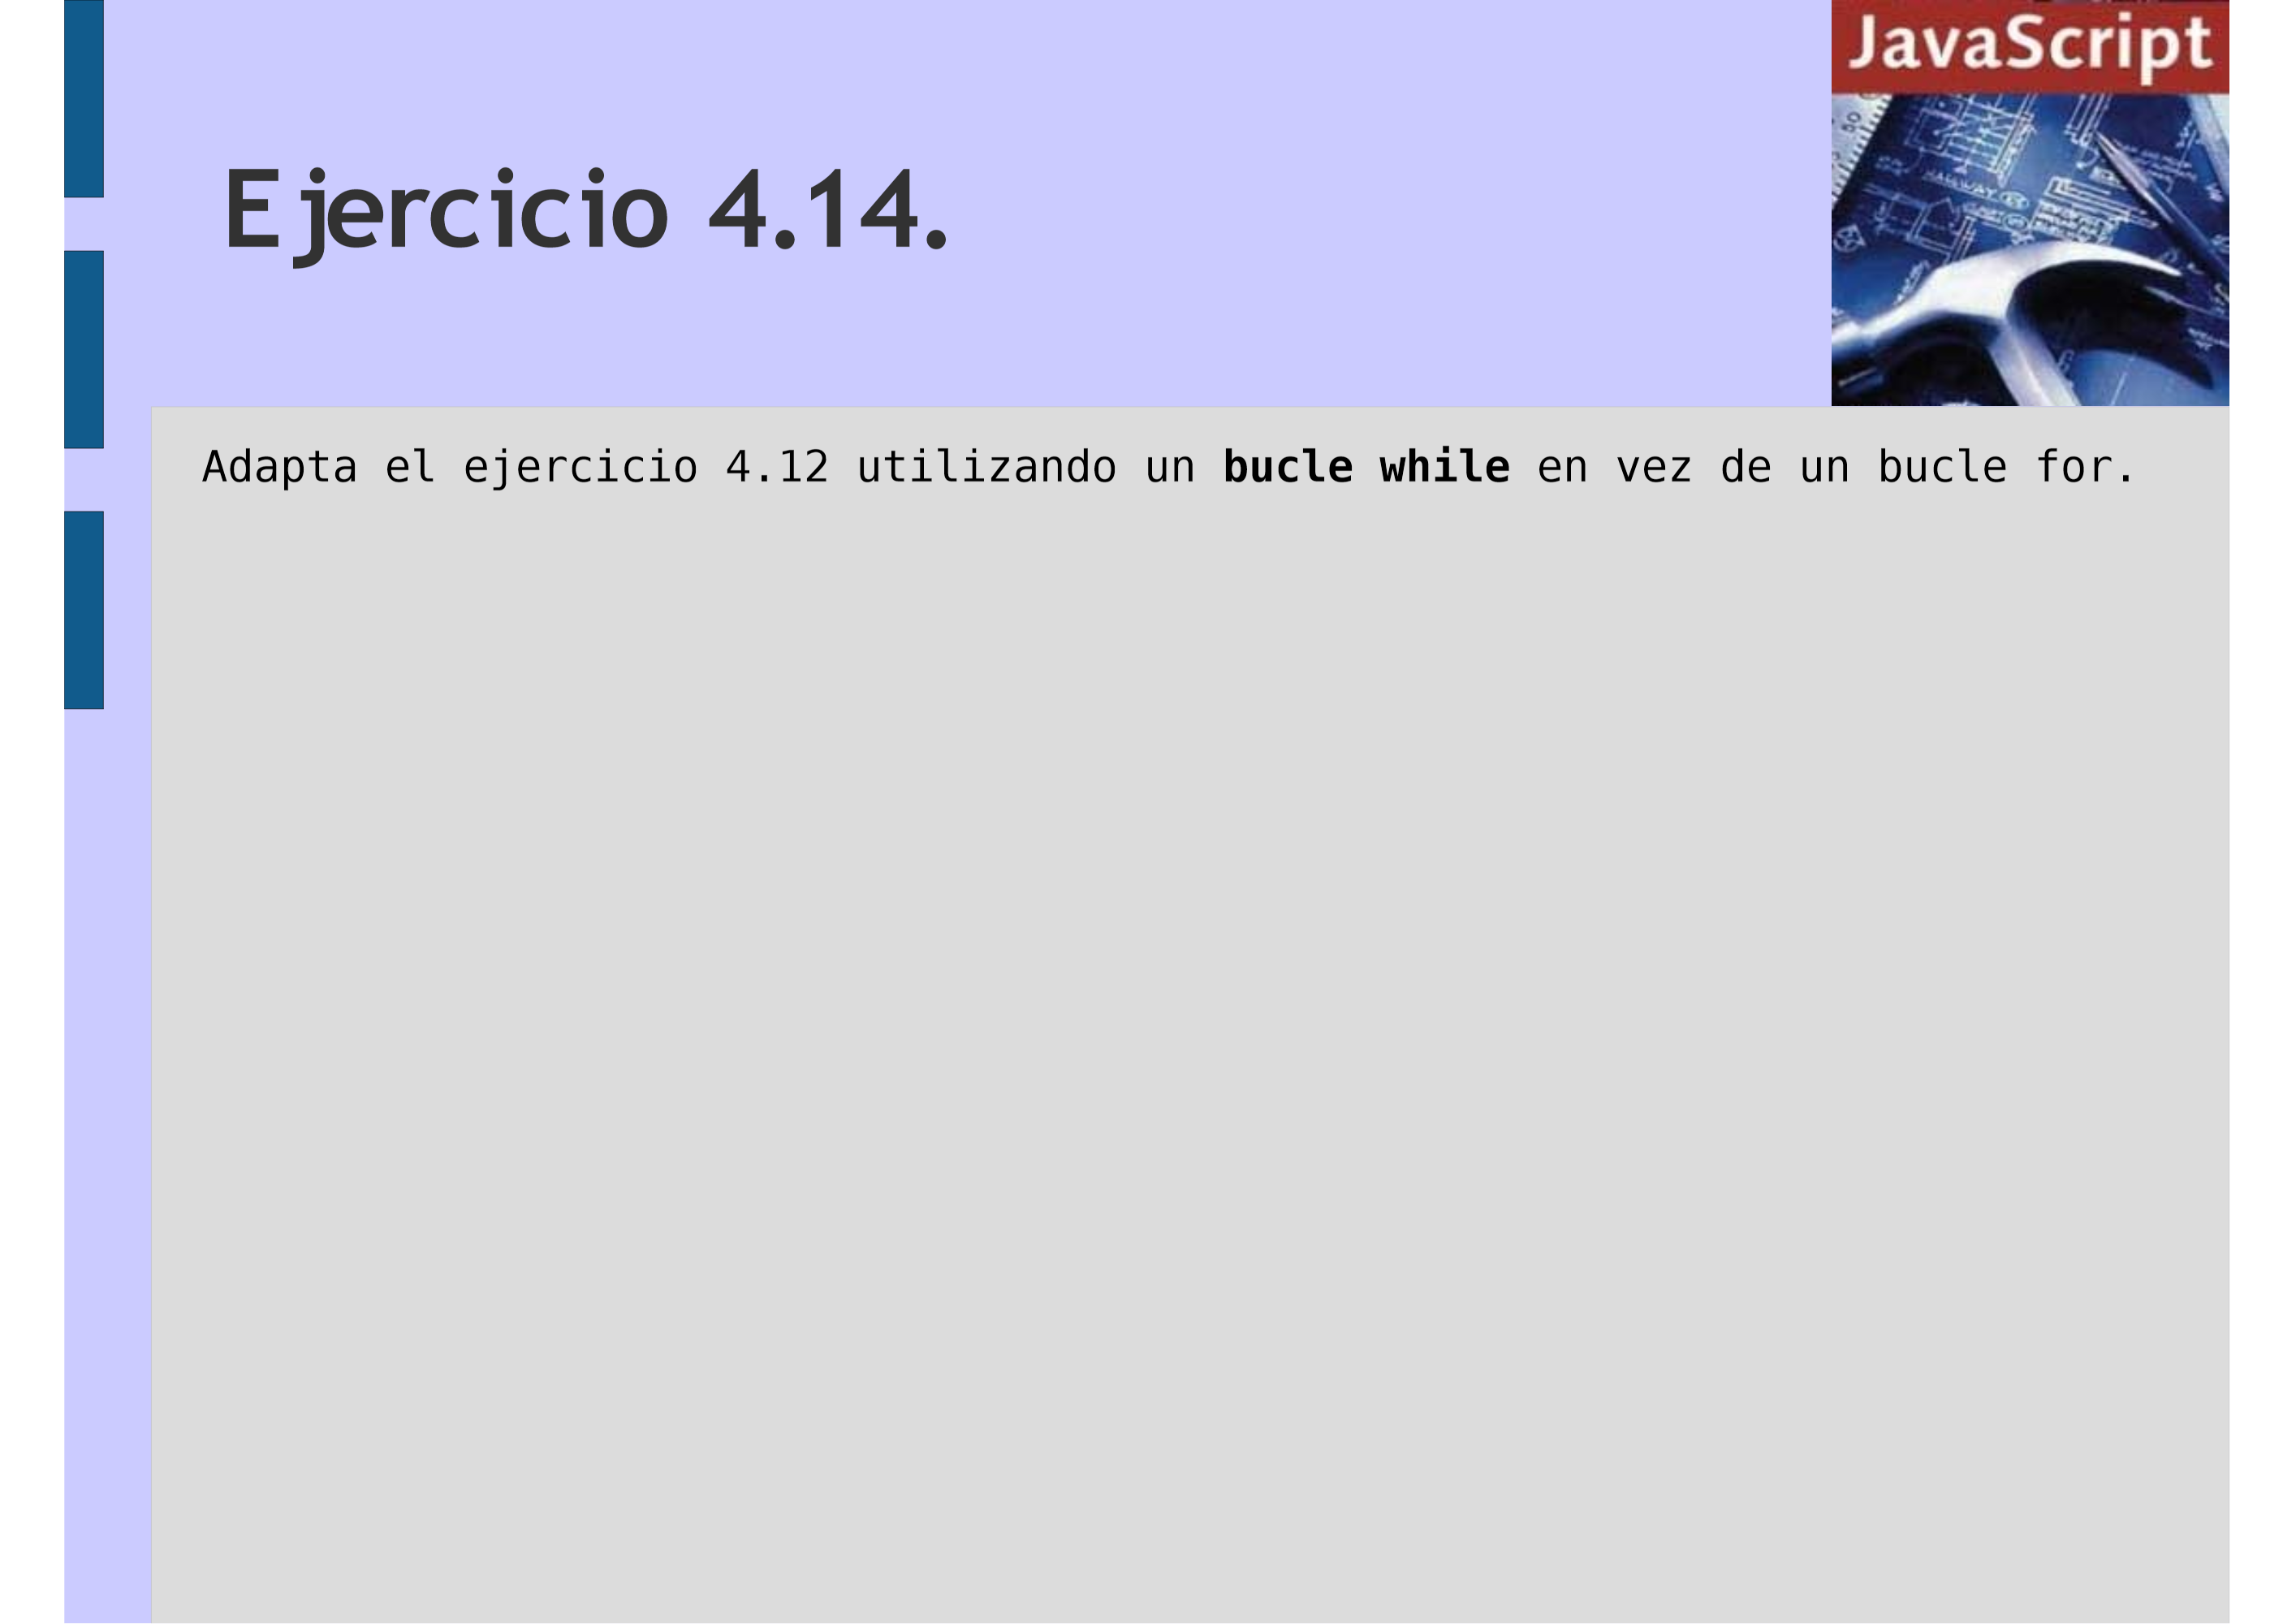 JavaScript
Ejercicio 4.14.
Adapta el ejercicio 4.12 utilizando un bucle while en vez de un bucle for.